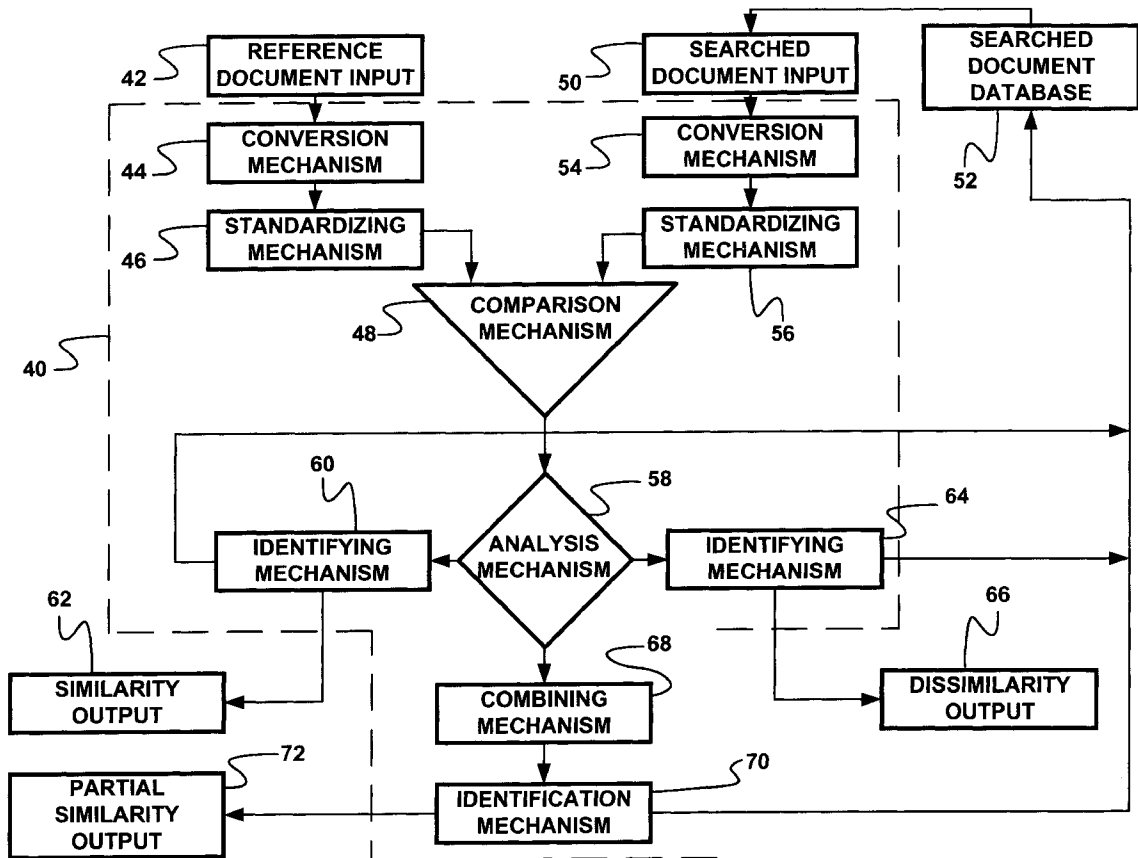 REFERENCE
DOCUMENT INPUT
42
SEARCHED
DOCUMENT INPUT
50
SEARCHED
DOCUMENT
DATABASE
52
CONVERSION
MECHANISM
44
CONVERSION
MECHANISM
54
STANDARDIZING
MECHANISM
46
STANDARDIZING
MECHANISM
56
COMPARISON
MECHANISM
48
40
ANALYSIS
MECHANISM
58
IDENTIFYING
MECHANISM
60
IDENTIFYING
MECHANISM
64
SIMILARITY
OUTPUT
62
COMBINING
MECHANISM
68
DISSIMILARITY
OUTPUT
66
PARTIAL
SIMILARITY
OUTPUT
72
IDENTIFICATION
MECHANISM
70